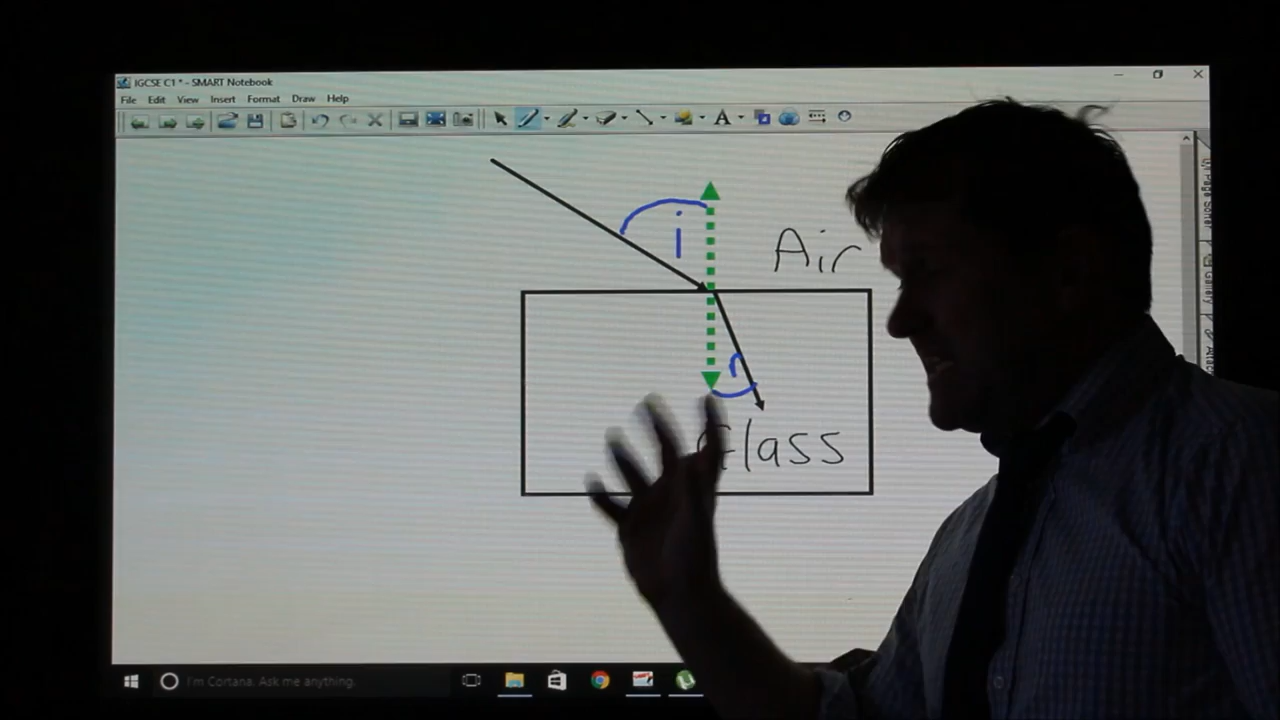 IGCSE C1 * - SMART Notebook
File Edit View Insert Format Draw Help
A
i
Air
r
Glass
I'm Cortana. Ask me anything.